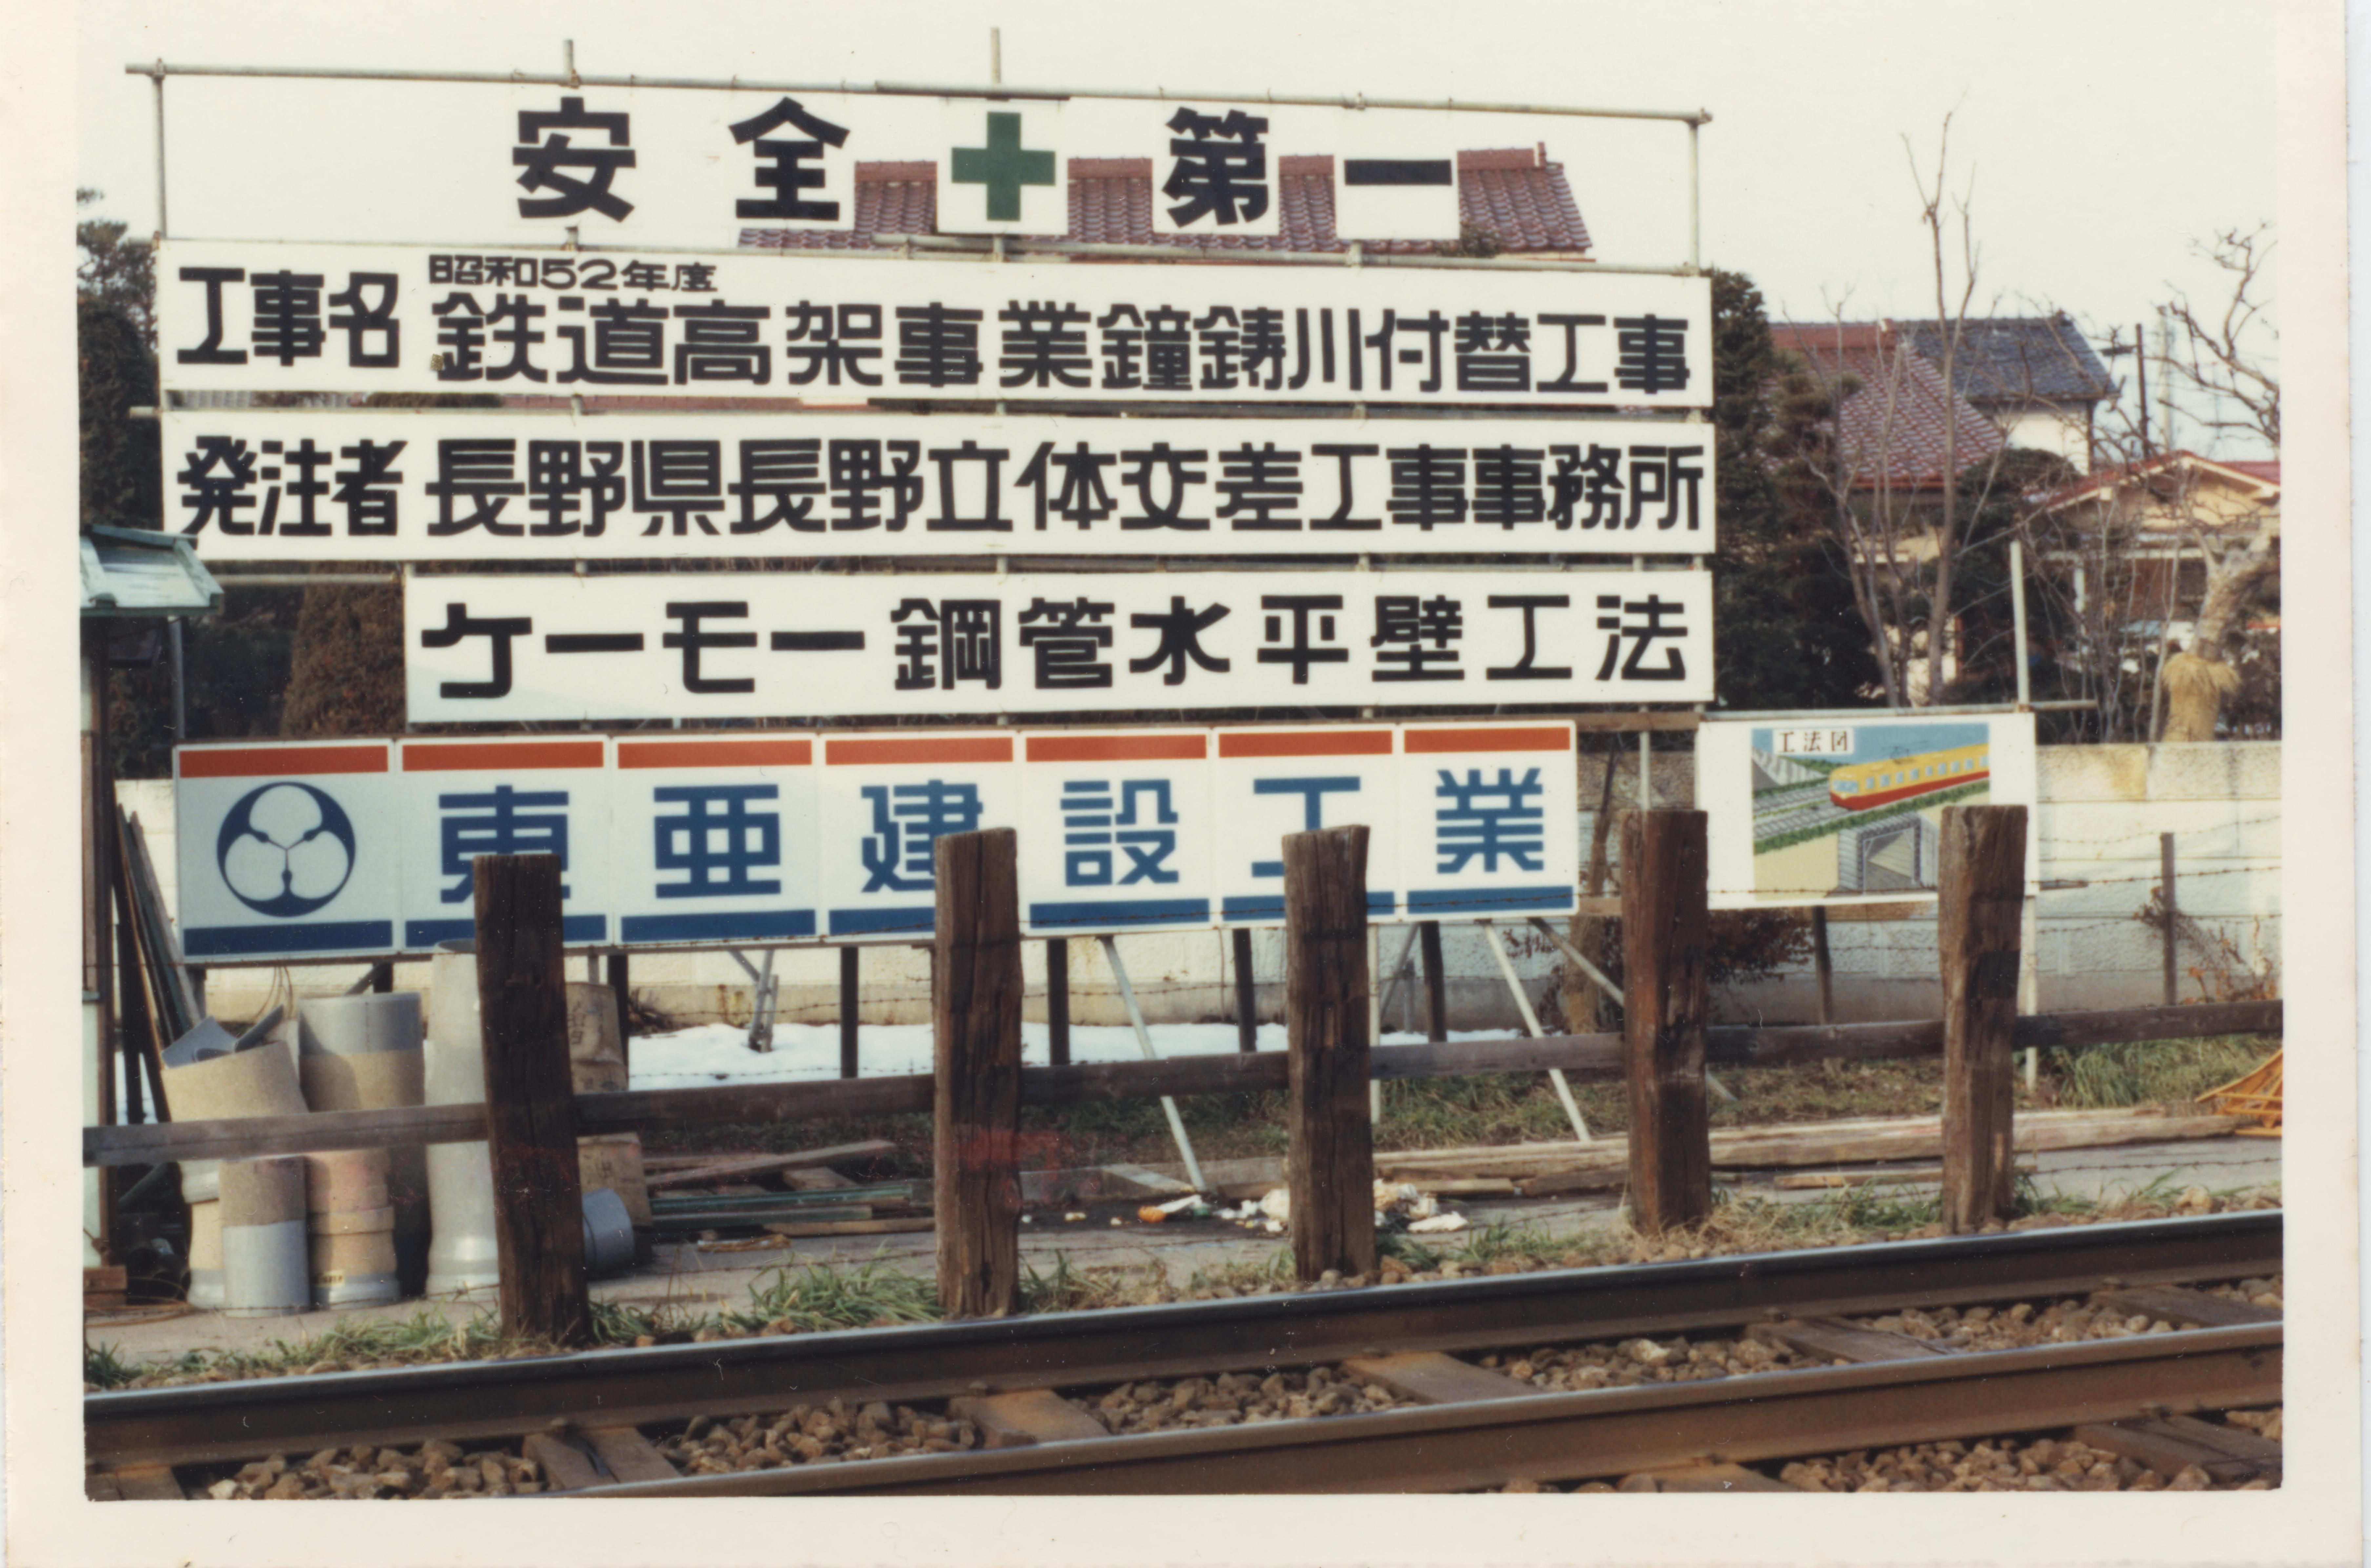 安全✚第一
工事名 昭和52年度
鉄道高架事業鐘鋳川付替工事
発注者 長野県長野立体交差工事事務所
ケーモー鋼管水平壁工法
東亜建設工業
工法図